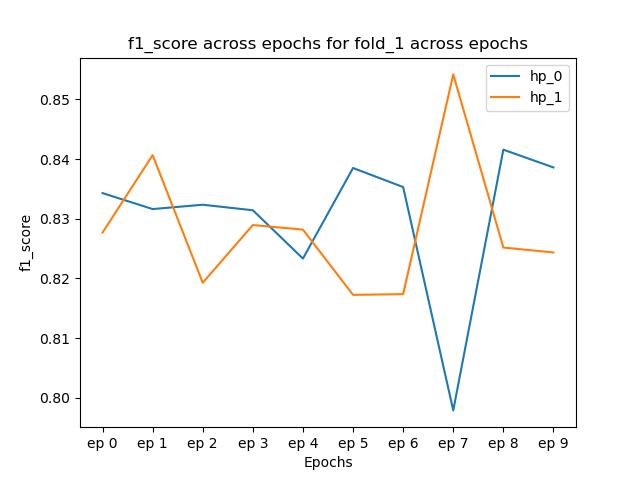 f1_score across epochs for fold_1 across epochs
hp_0
hp_1
f1_score
0.85
0.84
0.83
0.82
0.81
0.80
ep 0 ep 1 ep 2 ep 3 ep 4 ep 5 ep 6 ep 7 ep 8 ep 9
Epochs